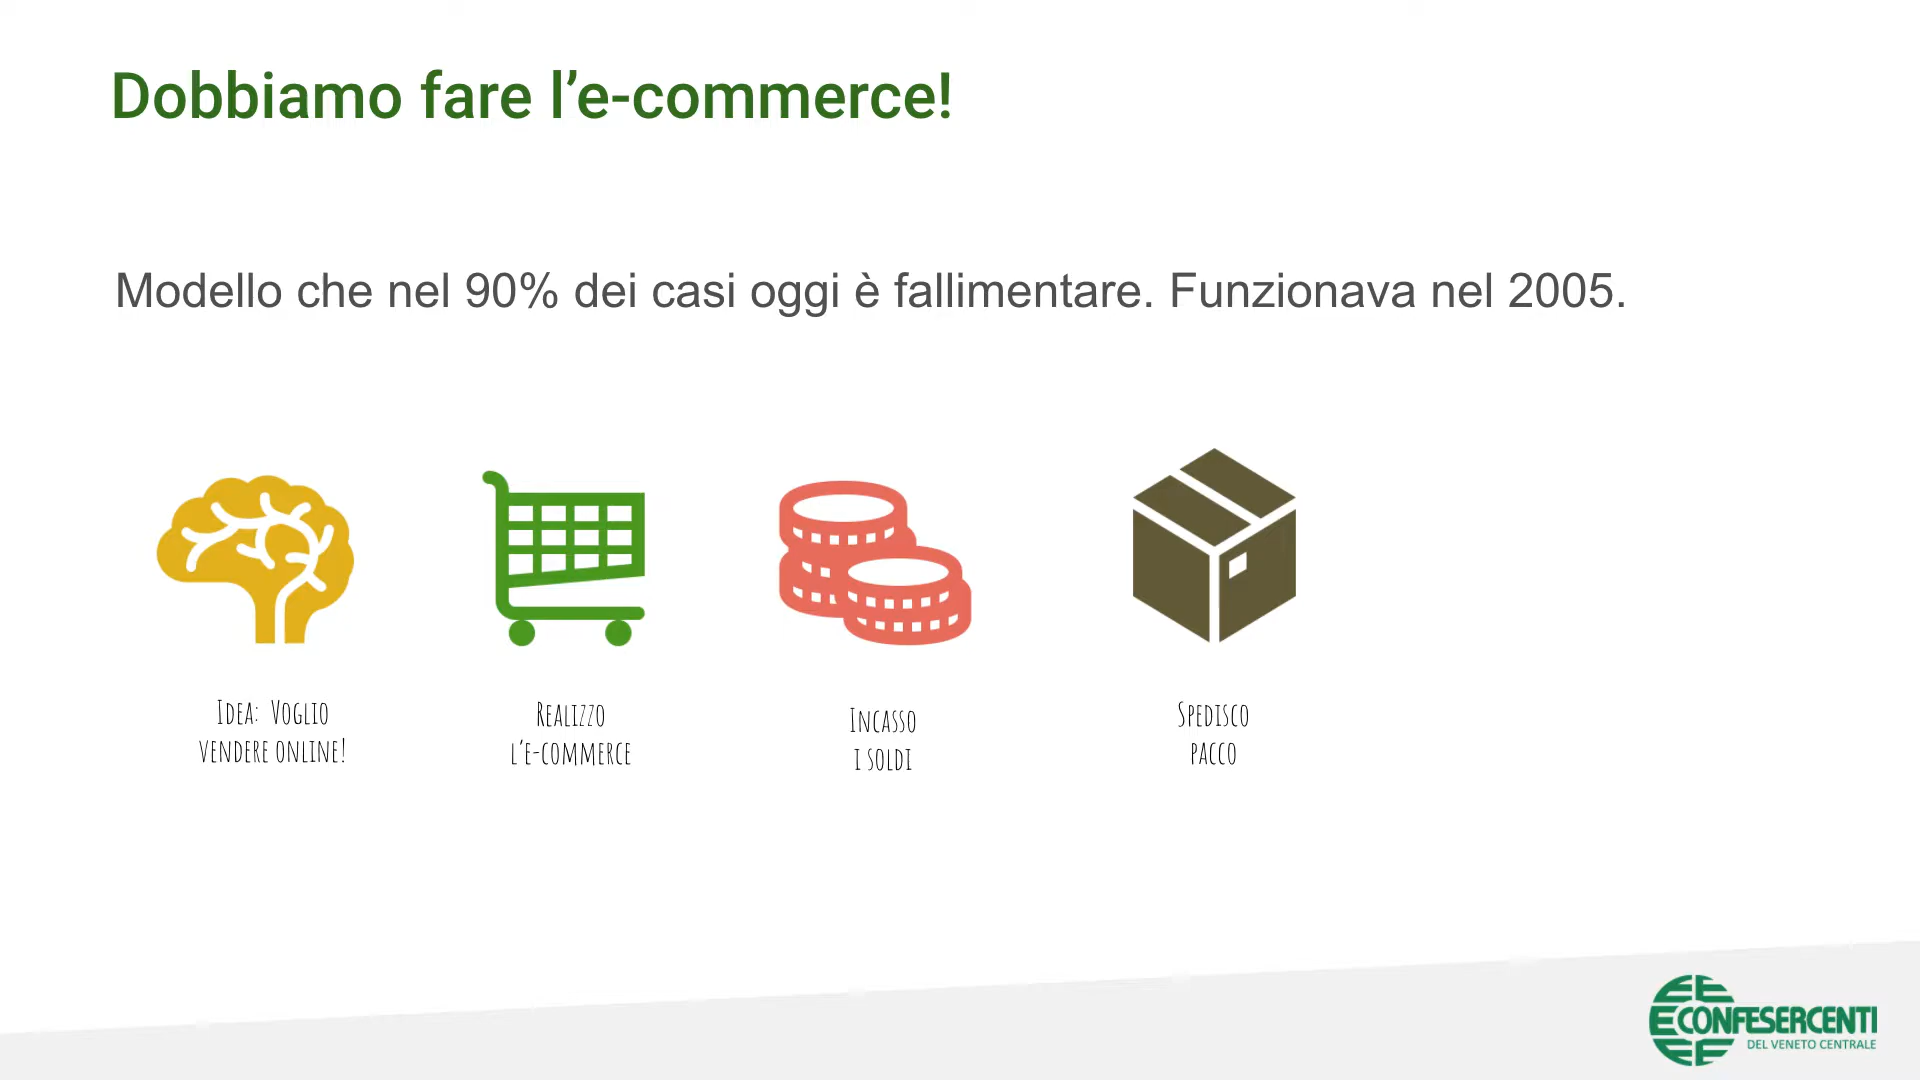 Dobbiamo fare l’e-commerce!
Modello che nel 90% dei casi oggi è fallimentare. Funzionava nel 2005.
Idea: Voglio
vendere online!
Realizzo
l’e-commerce
Incasso
i soldi
Spedisco
pacco
CONFESERCENTI
DEL VENETO CENTRALE